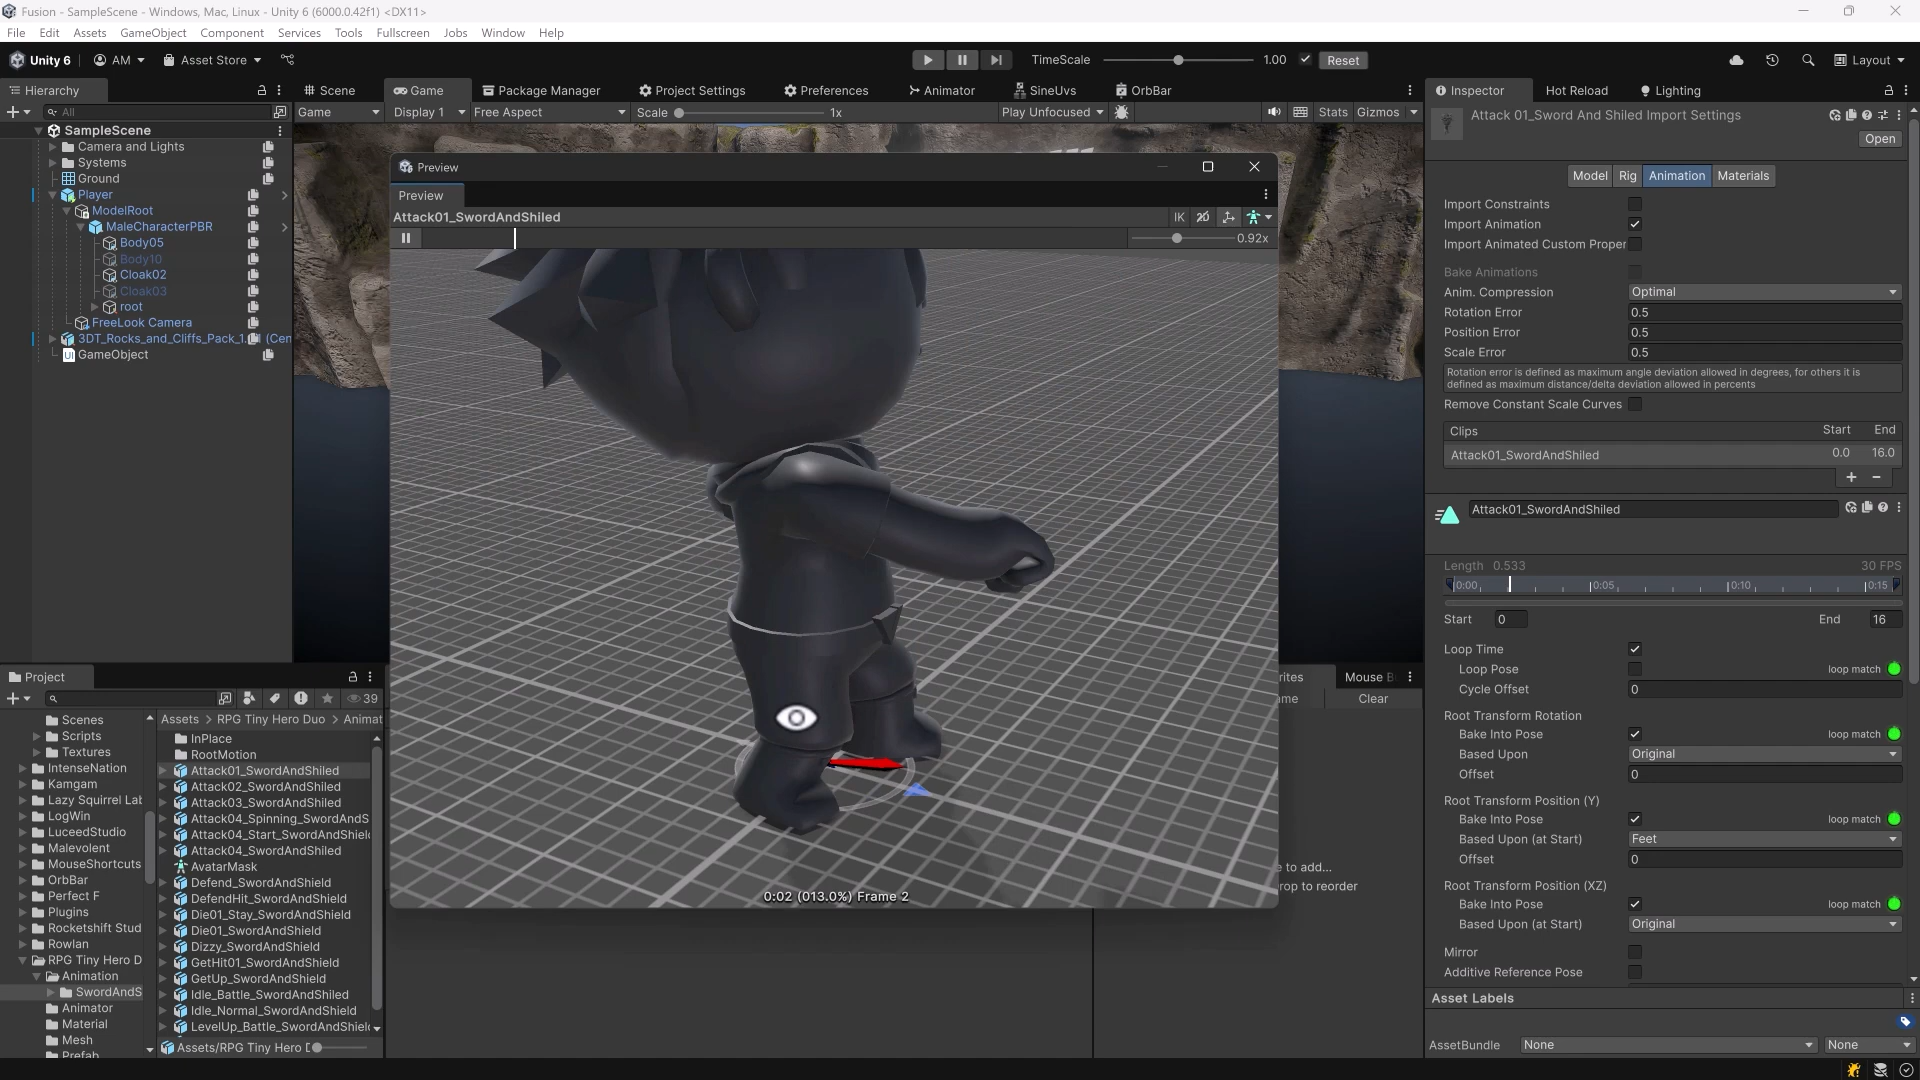 Fusion - SampleScene - Windows, Mac, Linux - Unity 6 (6000.0.42f1) <DX11>
File Edit Assets GameObject Component Services Tools Fullscreen Jobs Window Help
Unity 6 AM Asset Store TimeScale 1.00 Reset Layout
Hierarchy
All
SampleScene
Camera and Lights
Systems
Ground
Player
ModelRoot
MaleCharacterPBR
Body05
Body10
Cloak02
Cloak03
root
FreeLook Camera
3DT_Rocks_and_Cliffs_Pack_1. (Cen
GameObject
Scene Game Package Manager Project Settings Preferences Animator SineUvs OrbBar
Game Display 1 Free Aspect Scale 1x Play Unfocused Stats Gizmos
Preview
Preview
Attack01_SwordAndShiled IK 2D
0.92x
0:02 (013.0%) Frame 2
rites Mouse B
me Clear
e to add...
rop to reorder
Project
39
Scenes
Scripts
Textures
IntenseNation
Kamgam
Lazy Squirrel Lab
LogWin
LuceedStudio
Malevolent
MouseShortcuts
OrbBar
Perfect F
Plugins
Rocketshift Stud
Rowlan
RPG Tiny Hero D
Animation
SwordAndS
Animator
Material
Mesh
Prefab
Assets > RPG Tiny Hero Duo > Animat
InPlace
RootMotion
Attack01_SwordAndShiled
Attack02_SwordAndShiled
Attack03_SwordAndShiled
Attack04_Spinning_SwordAndS
Attack04_Start_SwordAndShield
Attack04_SwordAndShiled
AvatarMask
Defend_SwordAndShield
DefendHit_SwordAndShield
Die01_Stay_SwordAndShield
Die01_SwordAndShield
Dizzy_SwordAndShield
GetHit01_SwordAndShield
GetUp_SwordAndShield
Idle_Battle_SwordAndShiled
Idle_Normal_SwordAndShield
LevelUp_Battle_SwordAndShield
Assets/RPG Tiny Hero D
Inspector Hot Reload Lighting
Attack 01_Sword And Shiled Import Settings
Open
Model Rig Animation Materials
Import Constraints
Import Animation
Import Animated Custom Proper
Bake Animations
Anim. Compression Optimal
Rotation Error 0.5
Position Error 0.5
Scale Error 0.5
Rotation error is defined as maximum angle deviation allowed in degrees, for others it is
defined as maximum distance/delta deviation allowed in percents
Remove Constant Scale Curves
Clips Start End
Attack01_SwordAndShiled 0.0 16.0
Attack01_SwordAndShiled
Length 0.533 30 FPS
0:00 0:05 0:10 0:15
Start 0 End 16
Loop Time
Loop Pose loop match
Cycle Offset 0
Root Transform Rotation
Bake Into Pose loop match
Based Upon Original
Offset 0
Root Transform Position (Y)
Bake Into Pose loop match
Based Upon (at Start) Feet
Offset 0
Root Transform Position (XZ)
Bake Into Pose loop match
Based Upon (at Start) Original
Mirror
Additive Reference Pose
Asset Labels
AssetBundle None None